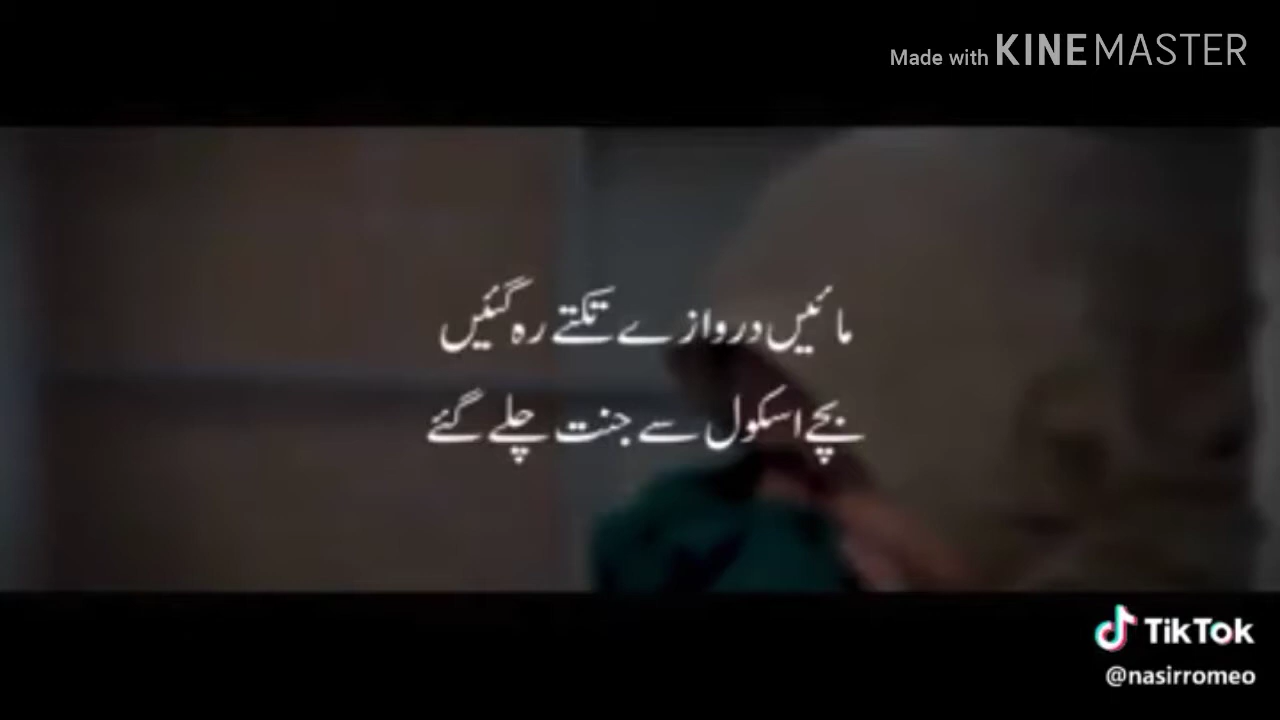 Made with KINEMASTER
مائیں دروازے تکتے رہ گئیں
بچے اسکول سے جنت چلے گئے
TikTok
@nasirromeo